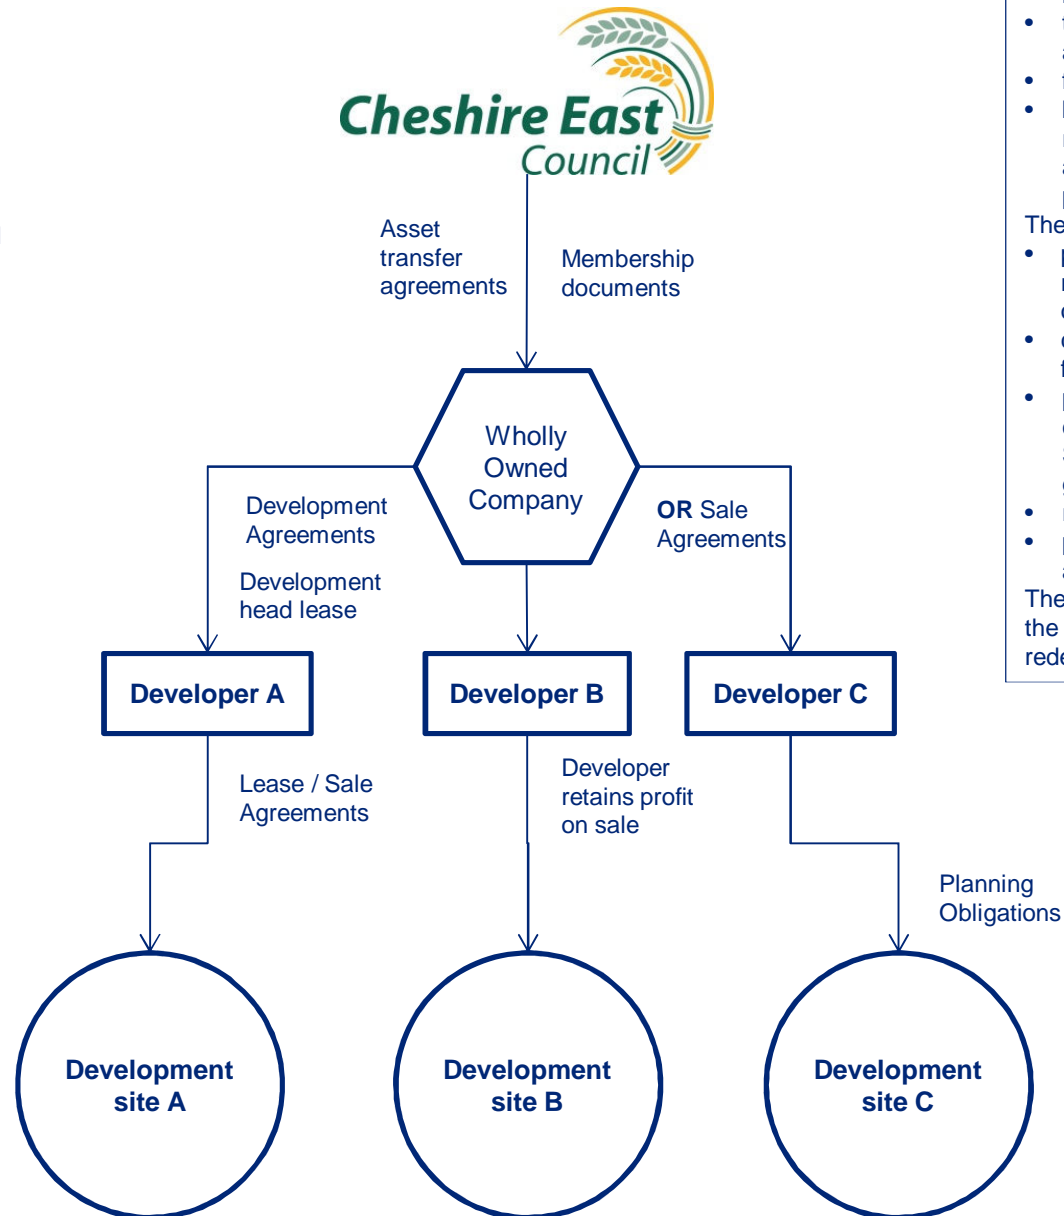 Cheshire East
Council
Asset
transfer
agreements
Membership
documents
Wholly
Owned
Company
Development
Agreements
Development
head lease
OR Sale
Agreements
Developer A
Developer B
Developer C
Lease / Sale
Agreements
Developer
retains profit
on sale
Planning
Obligations
Development
site A
Development
site B
Development
site C
The
The
the